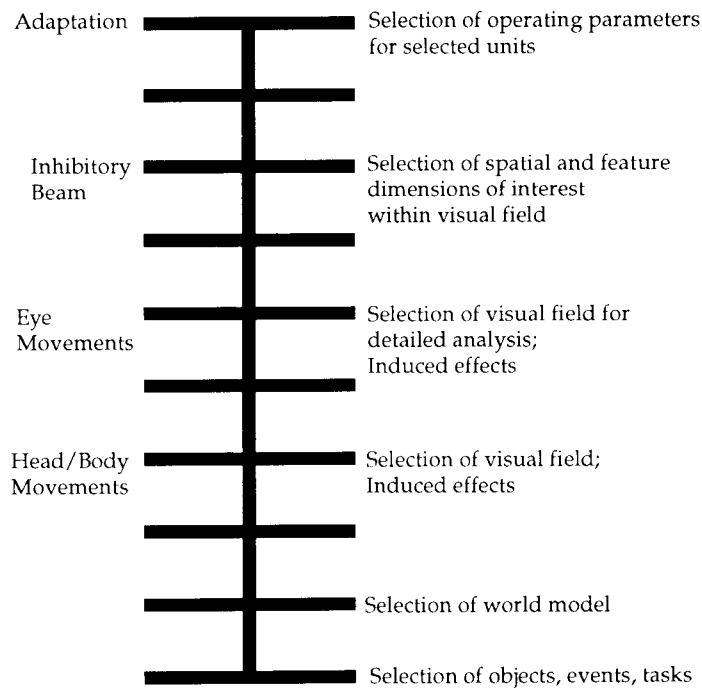 Adaptation
Selection of operating parameters
for selected units
Inhibitory
Beam
Selection of spatial and feature
dimensions of interest
within visual field
Eye
Movements
Selection of visual field for
detailed analysis;
Induced effects
Head/Body
Movements
Selection of visual field;
Induced effects
Selection of world model
Selection of objects, events, tasks